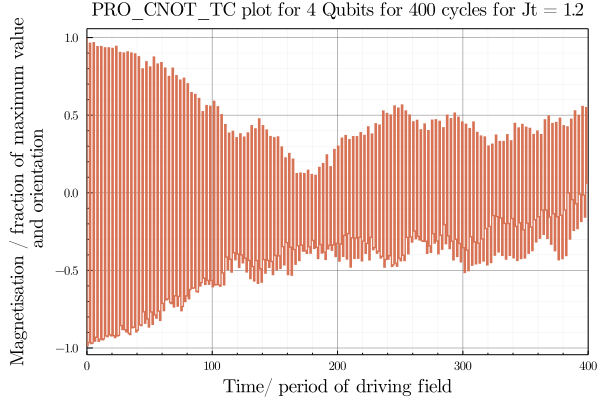 PRO_CNOT_TC plot for 4 Qubits for 400 cycles for Jt = 1.2
Magnetisation / fraction of maximum value
and orientation
1.0
0.5
0.0
−0.5
−1.0
0 100 200 300 400
Time/ period of driving field